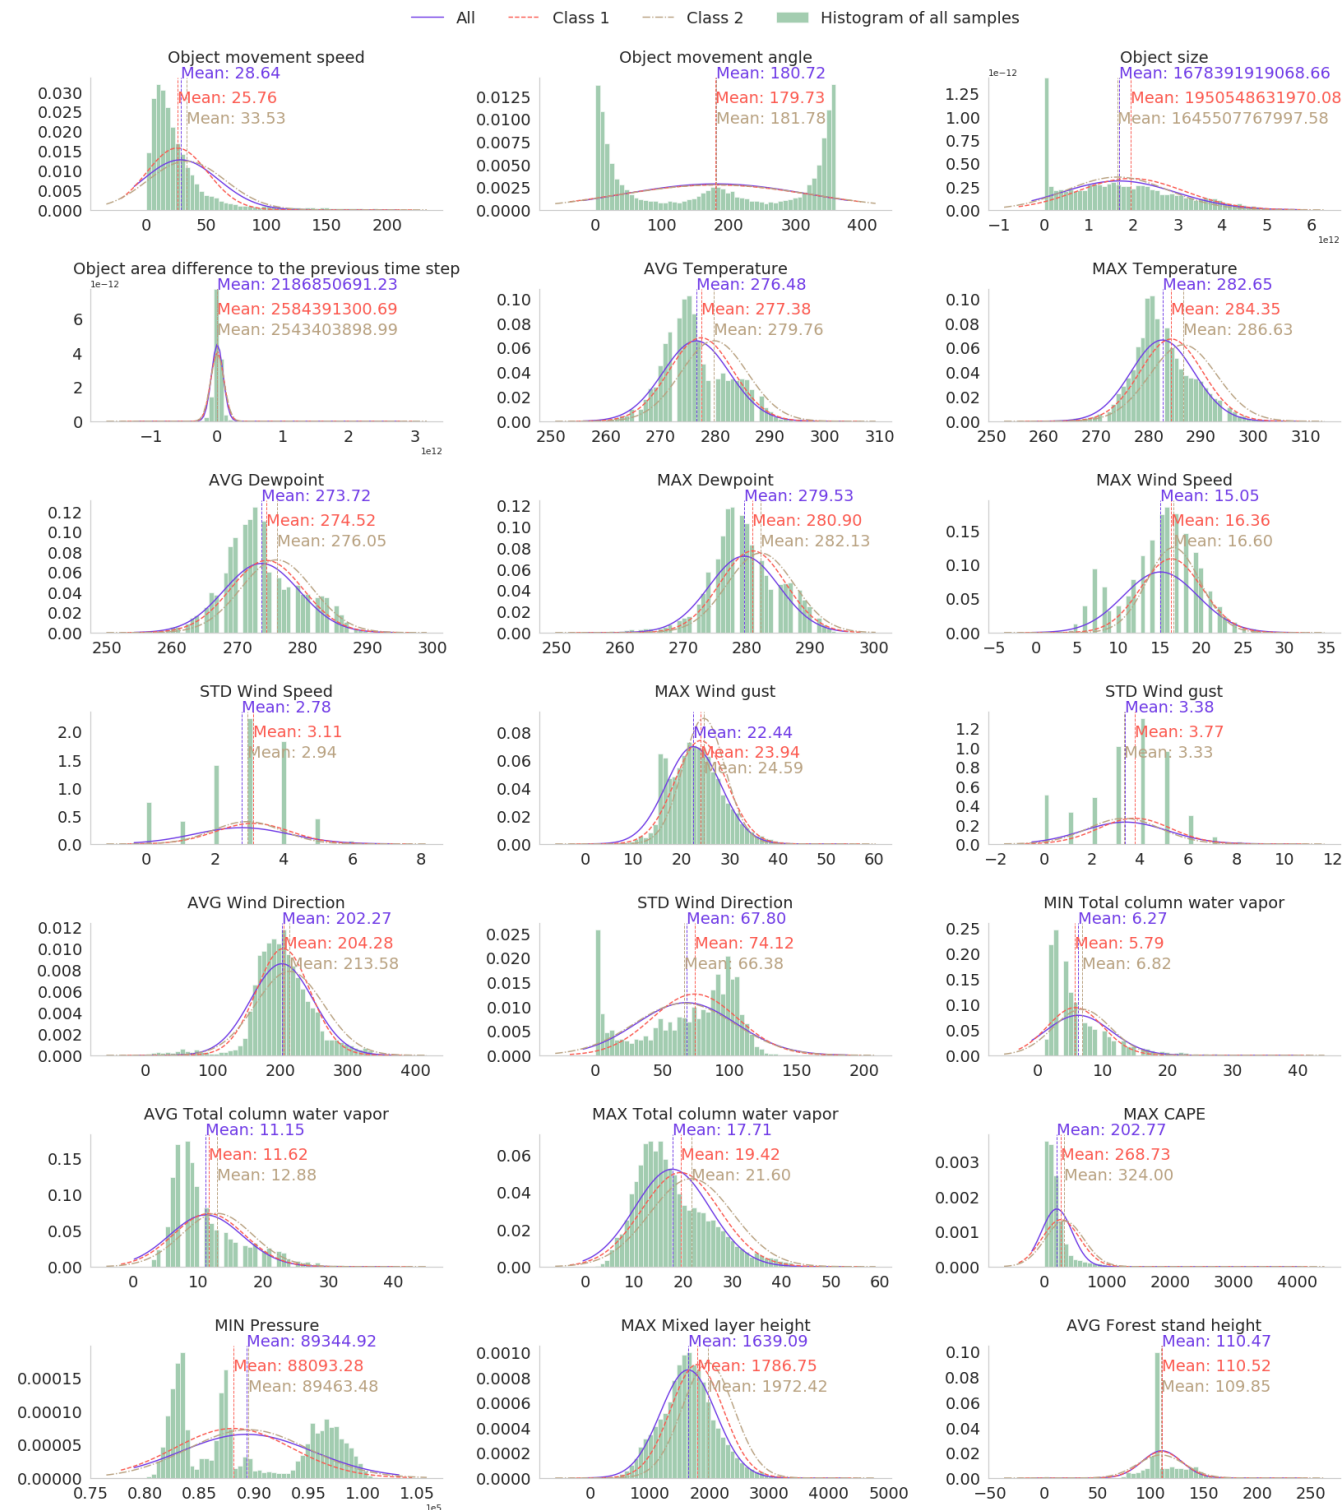 All Class 1 Class 2 Histogram of all samples
Object movement speed
Mean: 28.64
Mean: 25.76
Mean: 33.53
0.030
0.025
0.020
0.015
0.010
0.005
0.000
0 50 100 150 200
Object movement angle
Mean: 180.72
Mean: 179.73
Mean: 181.78
0.0125
0.0100
0.0075
0.0050
0.0025
0.0000
0 100 200 300 400
Object size
1e−12
Mean: 1678391919068.66
Mean: 1950548631970.08
Mean: 1645507767997.58
1.25
1.00
0.75
0.50
0.25
0.00
−1 0 1 2 3 4 5 6
1e12
Object area difference to the previous time step
1e−12
Mean: 2186850691.23
Mean: 2584391300.69
Mean: 2543403898.99
6
4
2
0
−1 0 1 2 3
1e12
AVG Temperature
Mean: 276.48
Mean: 277.38
Mean: 279.76
0.10
0.08
0.06
0.04
0.02
0.00
250 260 270 280 290 300 310
MAX Temperature
Mean: 282.65
Mean: 284.35
Mean: 286.63
0.10
0.08
0.06
0.04
0.02
0.00
250 260 270 280 290 300 310
AVG Dewpoint
Mean: 273.72
Mean: 274.52
Mean: 276.05
0.12
0.10
0.08
0.06
0.04
0.02
0.00
250 260 270 280 290 300
MAX Dewpoint
Mean: 279.53
Mean: 280.90
Mean: 282.13
0.12
0.10
0.08
0.06
0.04
0.02
0.00
250 260 270 280 290 300
MAX Wind Speed
Mean: 15.05
Mean: 16.36
Mean: 16.60
0.15
0.10
0.05
0.00
−5 0 5 10 15 20 25 30 35
STD Wind Speed
Mean: 2.78
Mean: 3.11
Mean: 2.94
2.0
1.5
1.0
0.5
0.0
0 2 4 6 8
MAX Wind gust
Mean: 22.44
Mean: 23.94
Mean: 24.59
0.08
0.06
0.04
0.02
0.00
0 10 20 30 40 50 60
STD Wind gust
Mean: 3.38
Mean: 3.77
Mean: 3.33
1.2
1.0
0.8
0.6
0.4
0.2
0.0
−2 0 2 4 6 8 10 12
AVG Wind Direction
Mean: 202.27
Mean: 204.28
Mean: 213.58
0.012
0.010
0.008
0.006
0.004
0.002
0.000
0 100 200 300 400
STD Wind Direction
Mean: 67.80
Mean: 74.12
Mean: 66.38
0.025
0.020
0.015
0.010
0.005
0.000
0 50 100 150 200
MIN Total column water vapor
Mean: 6.27
Mean: 5.79
Mean: 6.82
0.25
0.20
0.15
0.10
0.05
0.00
0 10 20 30 40
AVG Total column water vapor
Mean: 11.15
Mean: 11.62
Mean: 12.88
0.15
0.10
0.05
0.00
0 10 20 30 40
MAX Total column water vapor
Mean: 17.71
Mean: 19.42
Mean: 21.60
0.06
0.04
0.02
0.00
0 10 20 30 40 50 60
MAX CAPE
Mean: 202.77
Mean: 268.73
Mean: 324.00
0.003
0.002
0.001
0.000
0 1000 2000 3000 4000
MIN Pressure
Mean: 89344.92
Mean: 88093.28
Mean: 89463.48
0.00015
0.00010
0.00005
0.00000
0.75 0.80 0.85 0.90 0.95 1.00 1.05
1e5
MAX Mixed layer height
Mean: 1639.09
Mean: 1786.75
Mean: 1972.42
0.0010
0.0008
0.0006
0.0004
0.0002
0.0000
0 1000 2000 3000 4000 5000
AVG Forest stand height
Mean: 110.47
Mean: 110.52
Mean: 109.85
0.10
0.08
0.06
0.04
0.02
0.00
−50 0 50 100 150 200 250